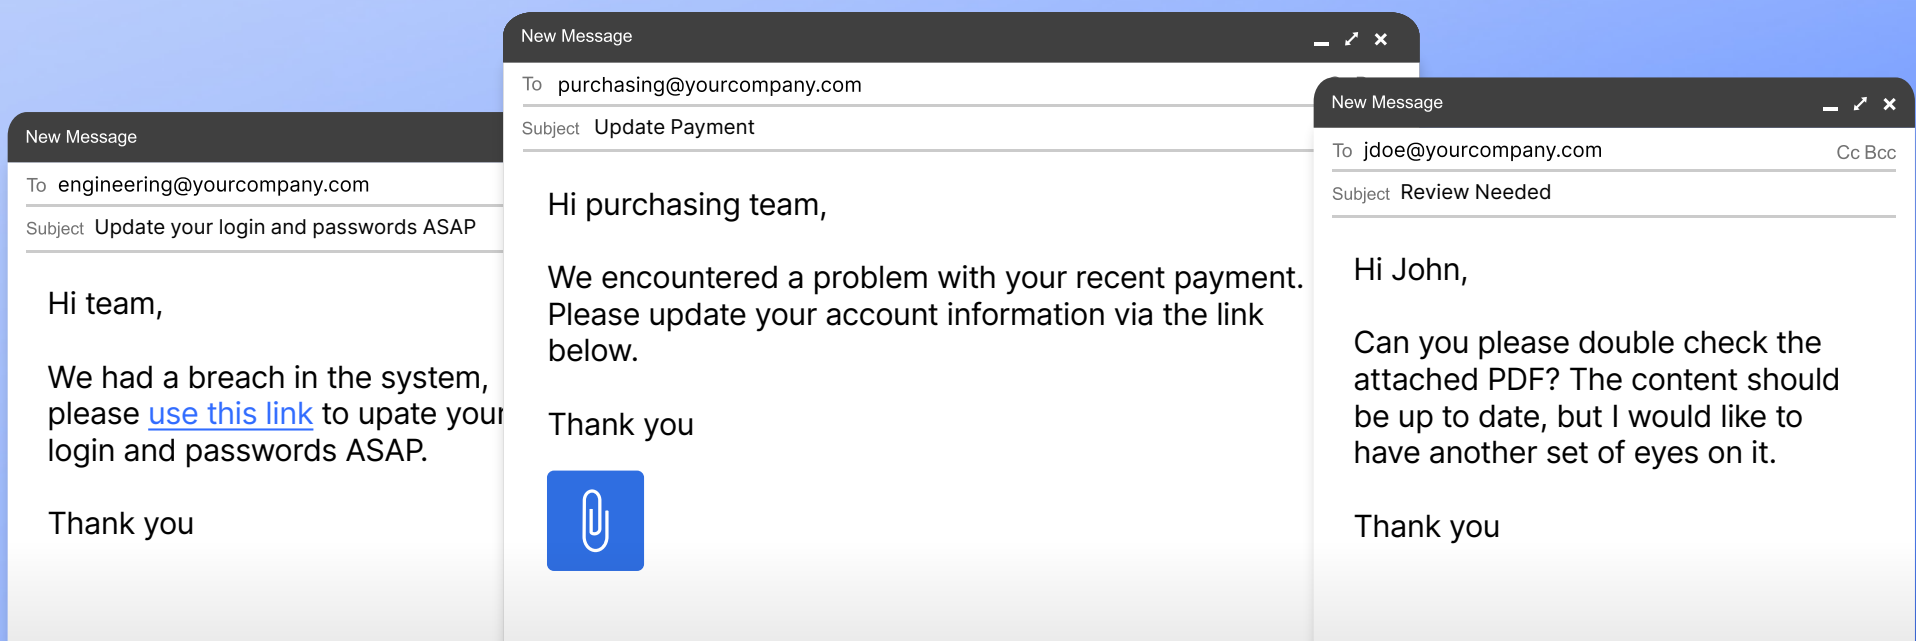 New Message
To engineering@yourcompany.com
Subject Update your login and passwords ASAP
Hi team,
We had a breach in the system,
please use this link to upate your
login and passwords ASAP.
Thank you
New Message
To purchasing@yourcompany.com
Subject Update Payment
Hi purchasing team,
We encountered a problem with your recent payment.
Please update your account information via the link
below.
Thank you
New Message
To jdoe@yourcompany.com Cc Bcc
Subject Review Needed
Hi John,
Can you please double check the
attached PDF? The content should
be up to date, but I would like to
have another set of eyes on it.
Thank you